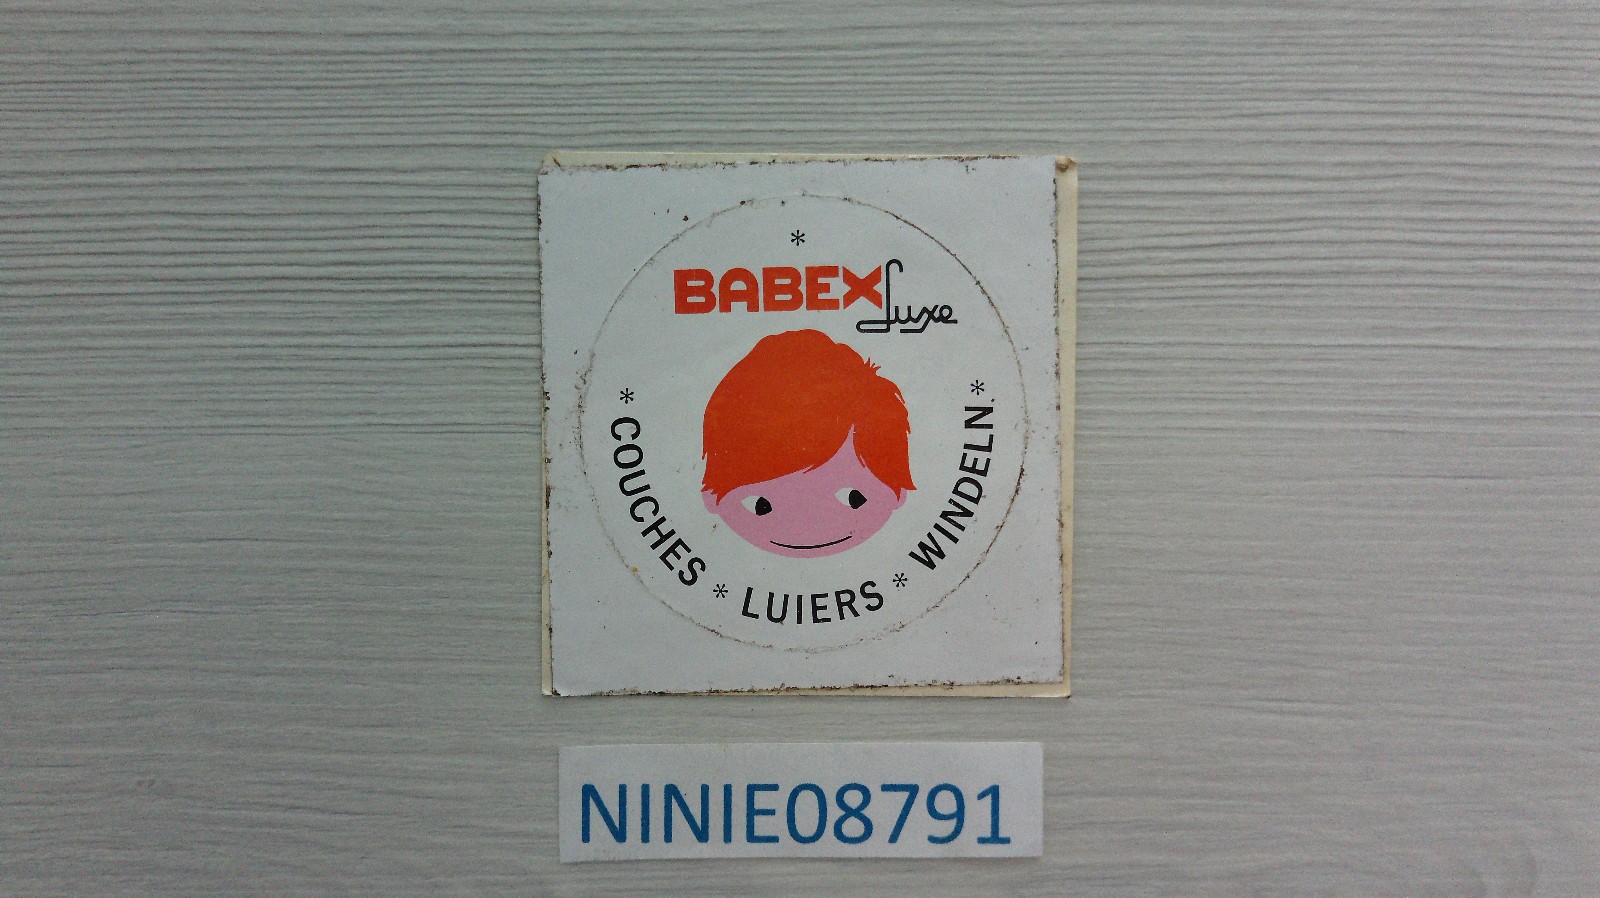 *
BABEX Luxe
* COUCHES * LUIERS * WINDELN *
NINIE08791